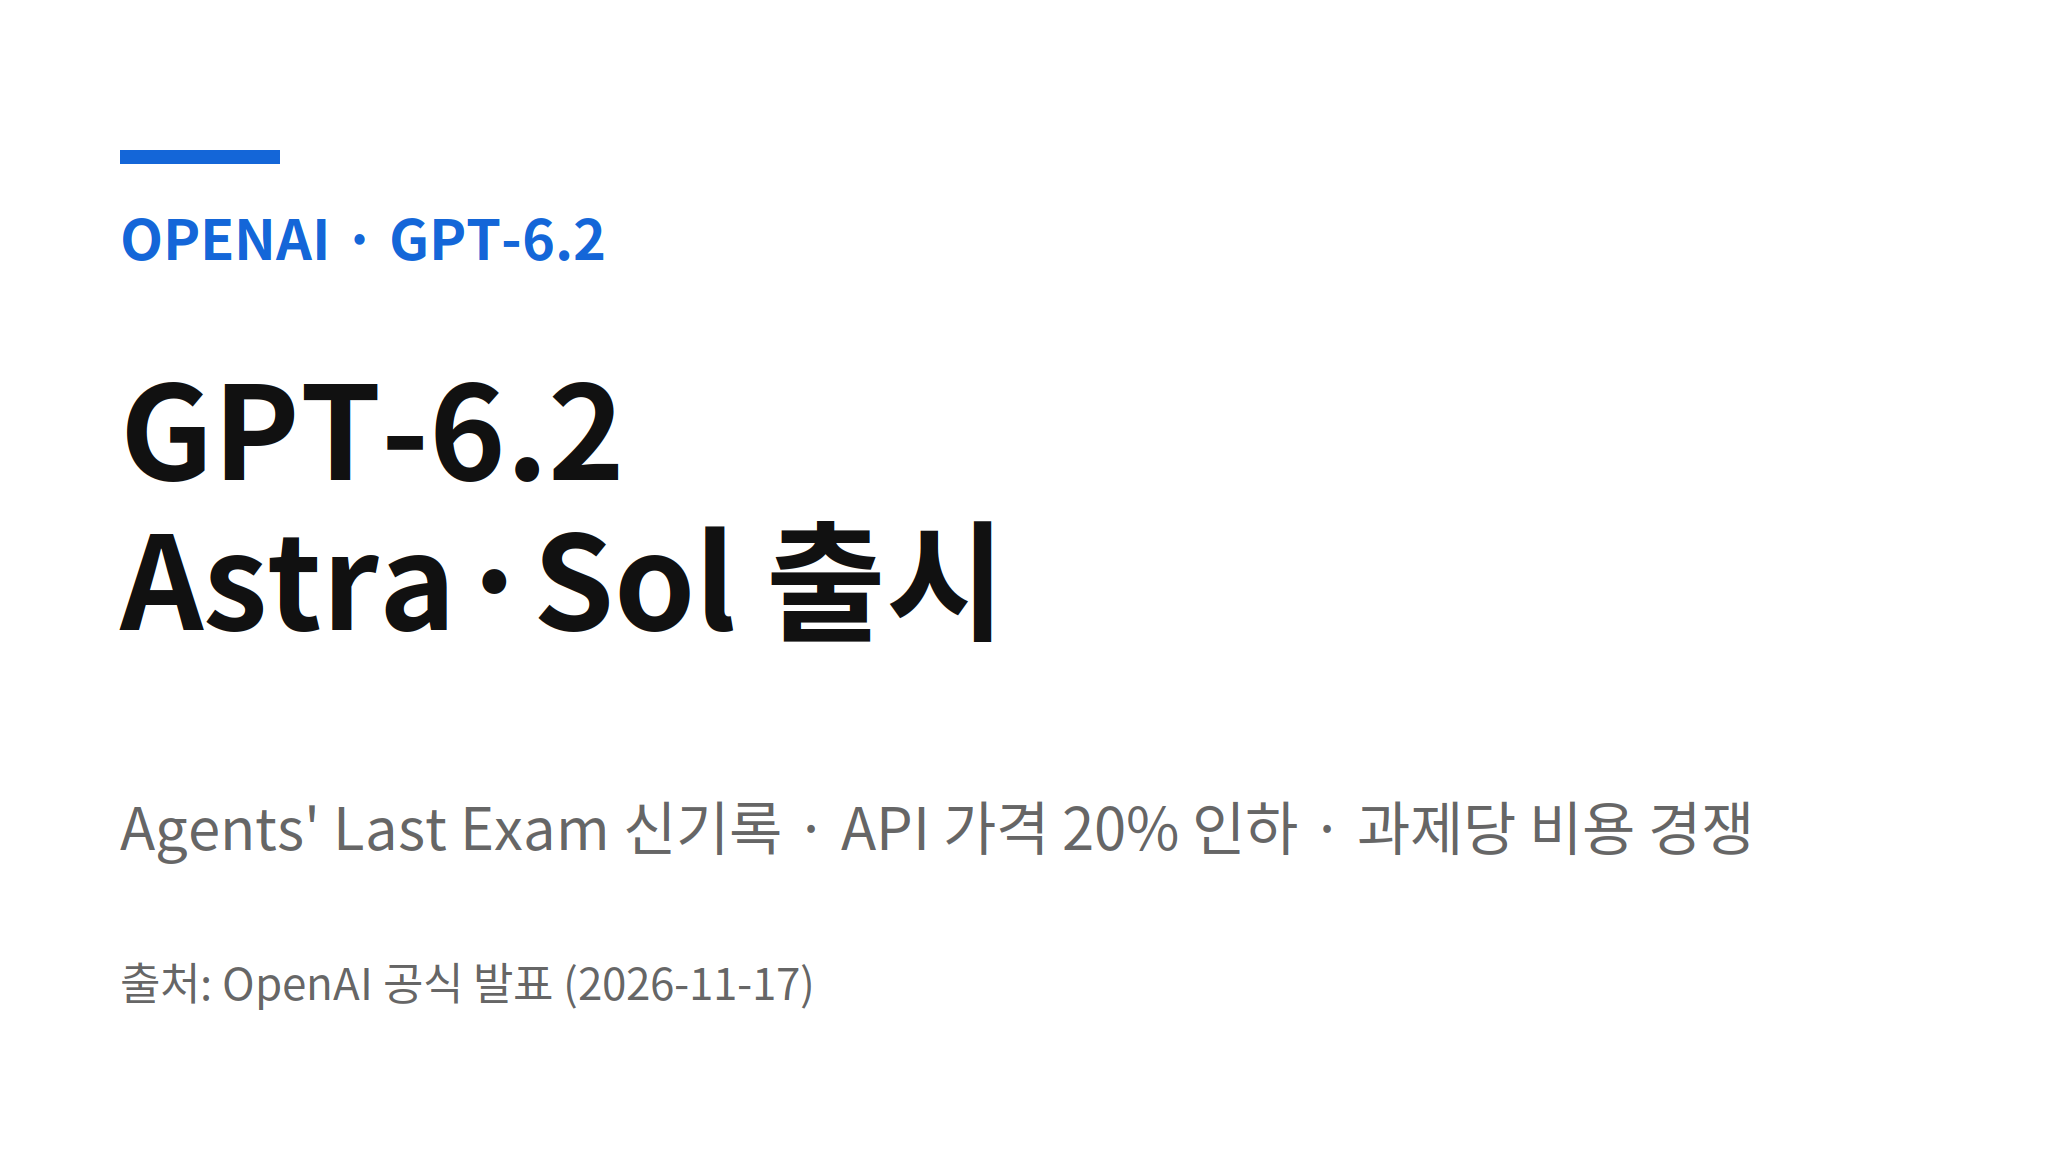 OPENAI · GPT-6.2
GPT-6.2
Astra·Sol 출시
Agents' Last Exam 신기록 · API 가격 20% 인하 · 과제당 비용 경쟁
출처: OpenAI 공식 발표 (2026-11-17)